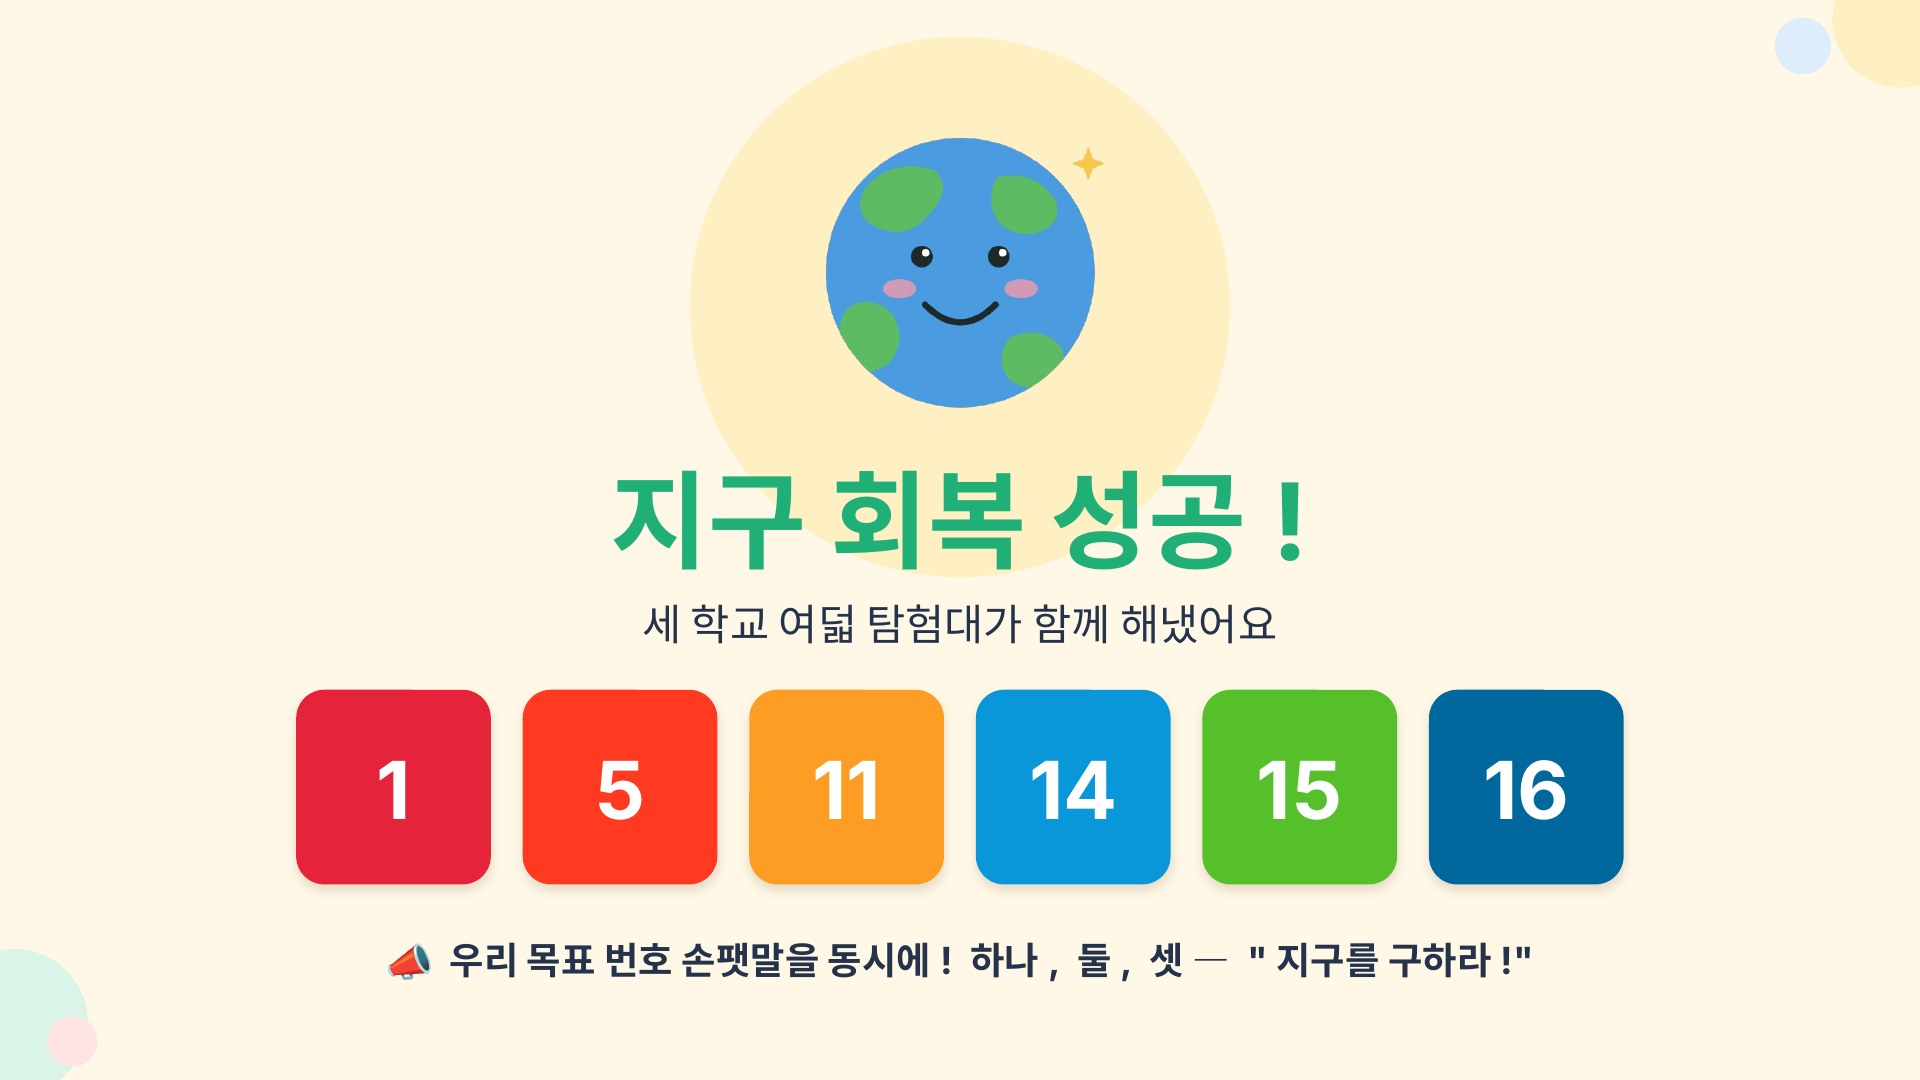 지구 회복 성공 !
세 학교 여덟 탐험대가 함께 해냈어요
1 5 11 14 15 16
우리 목표 번호 손팻말을 동시에 ! 하나 , 둘 , 셋 — " 지구를 구하라 !"